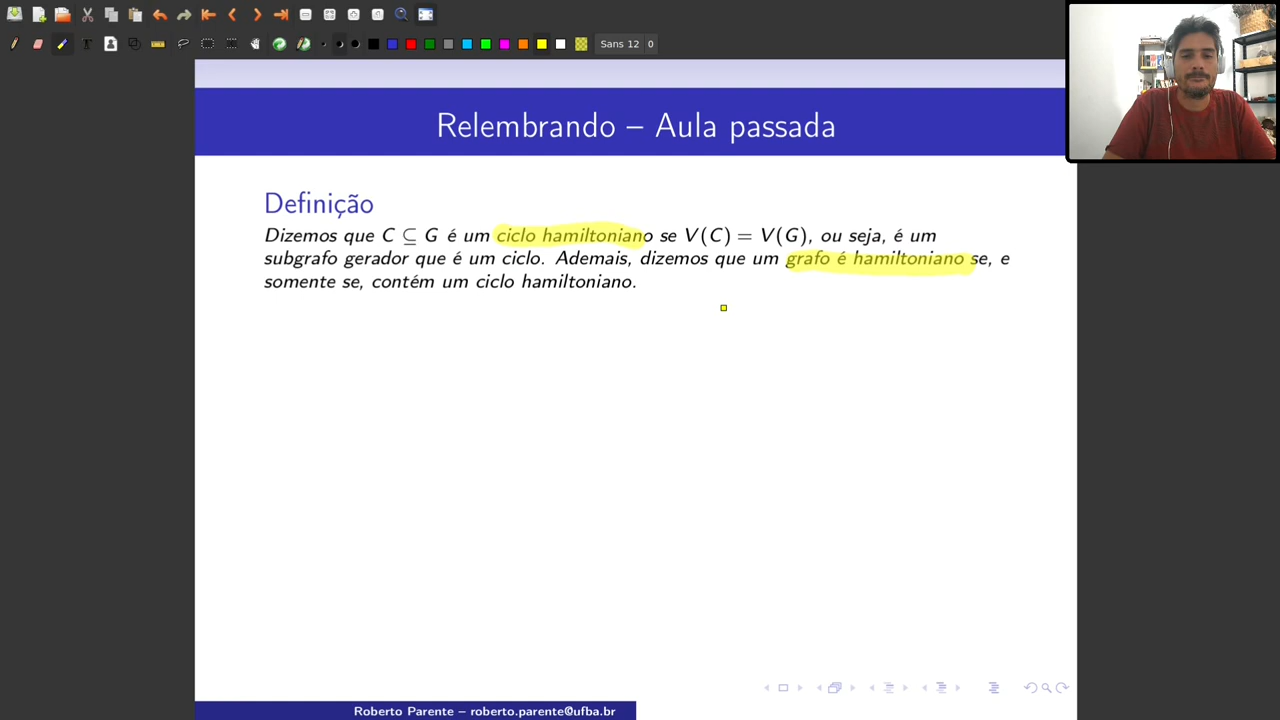 Sans 12 0
Relembrando – Aula passada
Definição
Dizemos que C ⊆ G é um ciclo hamiltoniano se V(C) = V(G), ou seja, é um
subgrafo gerador que é um ciclo. Ademais, dizemos que um grafo é hamiltoniano se, e
somente se, contém um ciclo hamiltoniano.
Roberto Parente – roberto.parente@ufba.br